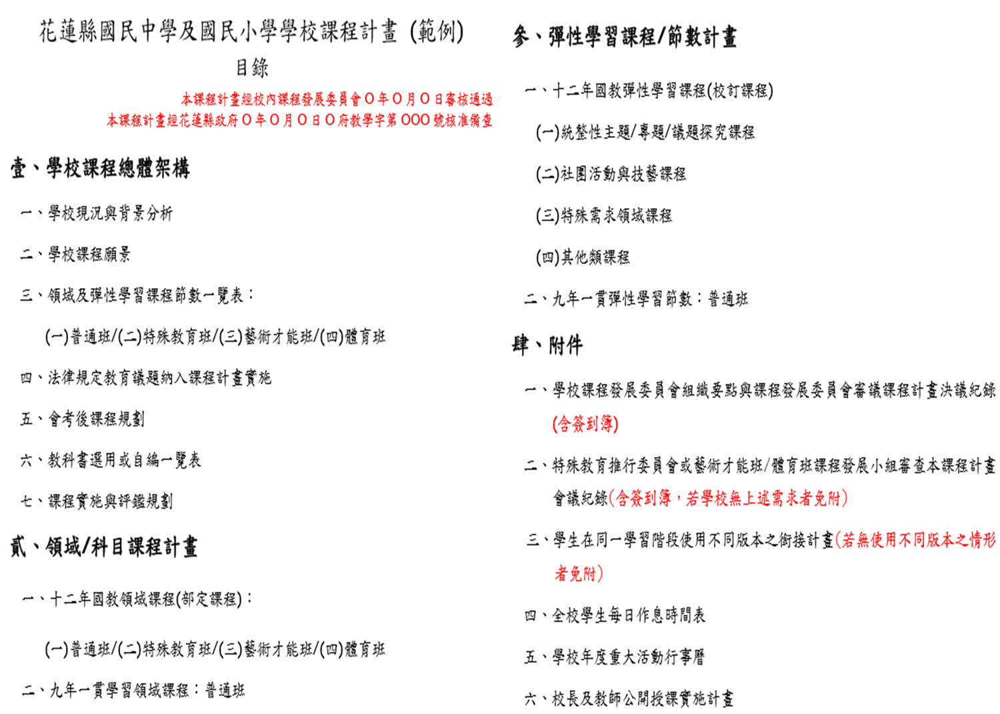 花蓮縣國民中學及國民小學學校課程計畫 (範例)
目錄
本課程計畫經校內課程發展委員會○年○月○日審核通過
本課程計畫經花蓮縣政府○年○月○日○府教學字第○○○號核准備查
壹、學校課程總體架構
一、學校現況與背景分析
二、學校課程願景
三、領域及彈性學習課程節數一覽表：
(一)普通班/(二)特殊教育班/(三)藝術才能班/(四)體育班
四、法律規定教育議題納入課程計畫實施
五、會考後課程規劃
六、教科書選用或自編一覽表
七、課程實施與評鑑規劃
貳、領域/科目課程計畫
一、十二年國教領域課程(部定課程)：
(一)普通班/(二)特殊教育班/(三)藝術才能班/(四)體育班
二、九年一貫學習領域課程：普通班
參、彈性學習課程/節數計畫
一、十二年國教彈性學習課程(校訂課程)
(一)統整性主題/專題/議題探究課程
(二)社團活動與技藝課程
(三)特殊需求領域課程
(四)其他類課程
二、九年一貫彈性學習節數：普通班
肆、附件
一、學校課程發展委員會組織要點與課程發展委員會審議課程計畫決議紀錄
(含簽到簿)
二、特殊教育推行委員會或藝術才能班/體育班課程發展小組審查本課程計畫
會議紀錄(含簽到簿，若學校無上述需求者免附)
三、學生在同一學習階段使用不同版本之銜接計畫(若無使用不同版本之情形
者免附)
四、全校學生每日作息時間表
五、學校年度重大活動行事曆
六、校長及教師公開授課實施計畫